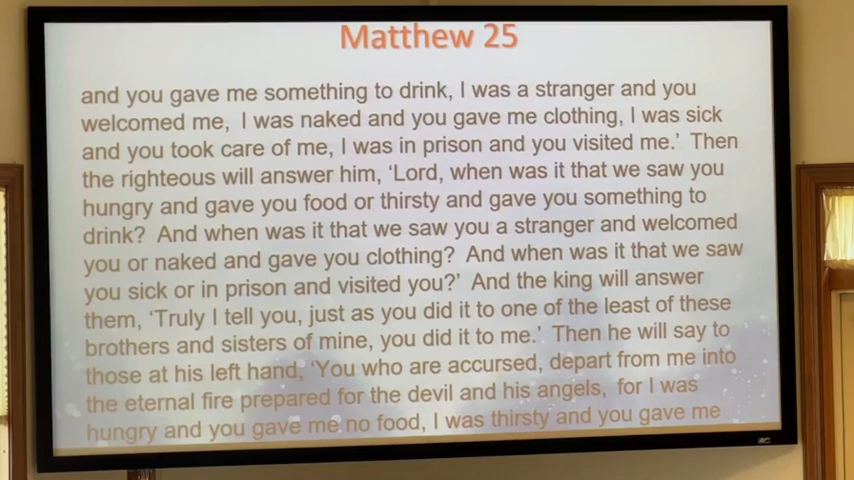 Matthew 25
and you gave me something to drink, I was a stranger and you
welcomed me, I was naked and you gave me clothing, I was sick
and you took care of me, I was in prison and you visited me.’ Then
the righteous will answer him, ‘Lord, when was it that we saw you
hungry and gave you food or thirsty and gave you something to
drink? And when was it that we saw you a stranger and welcomed
you or naked and gave you clothing? And when was it that we saw
you sick or in prison and visited you?’ And the king will answer
them, ‘Truly I tell you, just as you did it to one of the least of these
brothers and sisters of mine, you did it to me.’ Then he will say to
those at his left hand, ‘You who are accursed, depart from me into
the eternal fire prepared for the devil and his angels, for I was
hungry and you gave me no food, I was thirsty and you gave me